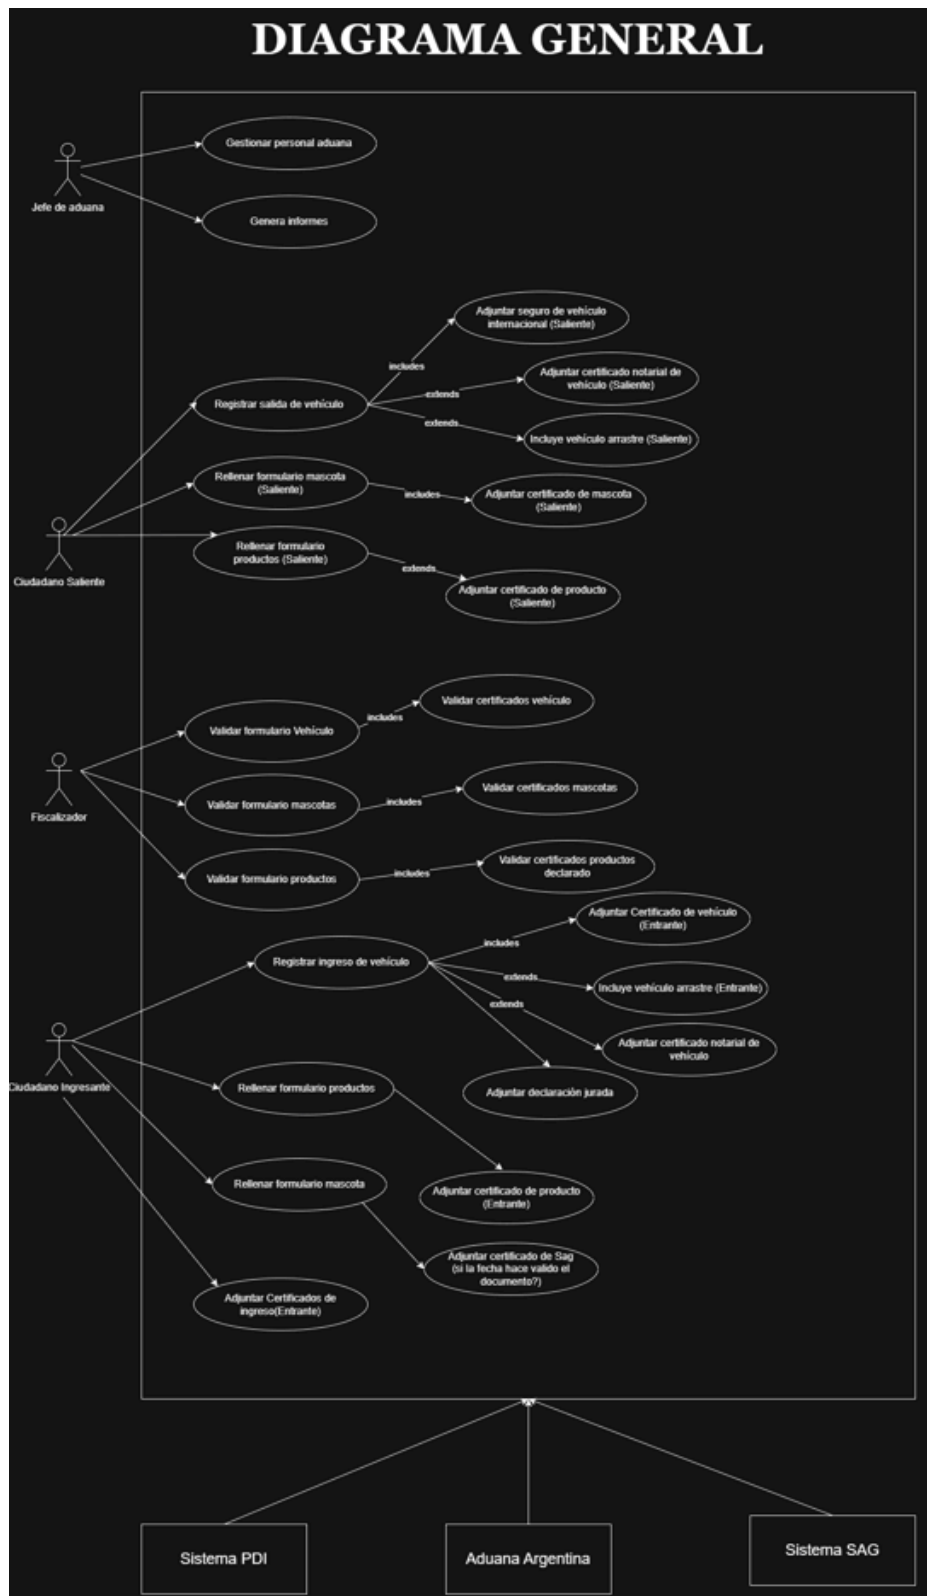 DIAGRAMA GENERAL
Gestionar personal aduana
Jefe de aduana
Genera informes
Adjuntar seguro de vehículo
internacional (Saliente)
includes
Adjuntar certificado notarial de
vehículo (Saliente)
extends
Registrar salida de vehículo
extends
Incluye vehículo arrastre (Saliente)
Rellenar formulario mascota
(Saliente)
includes
Adjuntar certificado de mascota
(Saliente)
Ciudadano Saliente
Rellenar formulario
productos (Saliente)
extends
Adjuntar certificado de producto
(Saliente)
Validar certificados vehículo
includes
Validar formulario Vehículo
Fiscalizador
Validar formulario mascotas
includes
Validar certificados mascotas
Validar formulario productos
includes
Validar certificados productos
declarado
Adjuntar Certificado de vehículo
(Entrante)
includes
Registrar ingreso de vehículo
extends
Incluye vehículo arrastre (Entrante)
extends
Adjuntar certificado notarial de
vehículo
Ciudadano Ingresante
Rellenar formulario productos
Adjuntar declaración jurada
Rellenar formulario mascota
Adjuntar certificado de producto
(Entrante)
Adjuntar certificado de Sag
(si la fecha hace valido el
documento?)
Adjuntar Certificados de
ingreso(Entrante)
Sistema PDI
Aduana Argentina
Sistema SAG